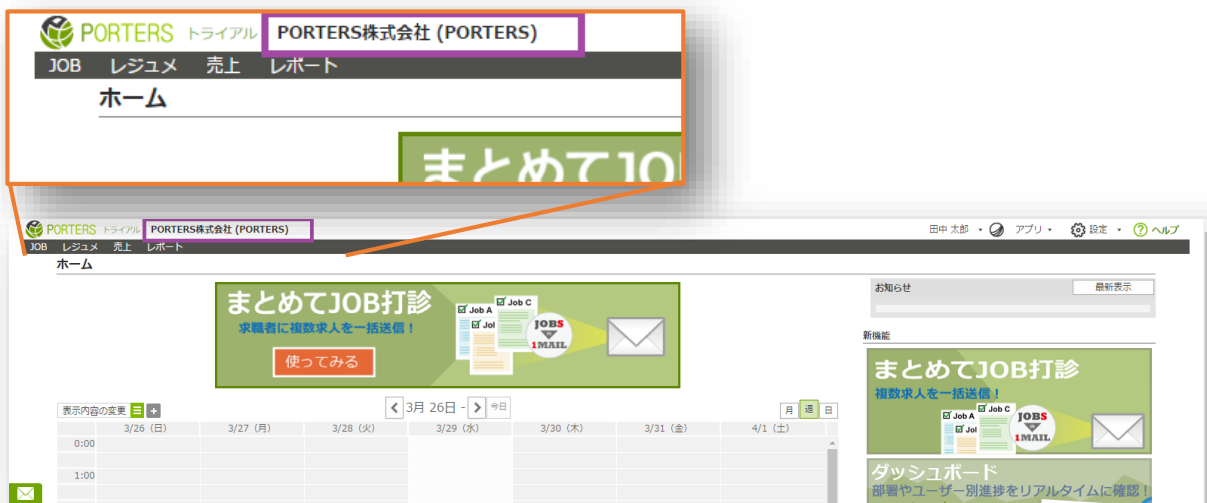 PORTERS トライアル PORTERS株式会社 (PORTERS)
JOB レジュメ 売上 レポート
ホーム
まとめてJO
PORTERS トライアル PORTERS株式会社 (PORTERS) 田中 太郎 アプリ 設定 ? ヘルプ
JOB レジュメ 売上 レポート
ホーム
まとめてJOB打診
求職者に複数求人を一括送信！
使ってみる
Job A Job C
Jol
JOBS
1MAIL
お知らせ 最新表示
新機能
まとめてJOB打診
複数求人を一括送信！
Job A Job C
Jol
JOBS
1MAIL
ダッシュボード
部署やユーザー別進捗をリアルタイムに確認！
表示内容の変更 + < 3月 26日 - > 今日 月 週 日
3/26 (日) 3/27 (月) 3/28 (火) 3/29 (水) 3/30 (木) 3/31 (金) 4/1 (土)
0:00
1:00